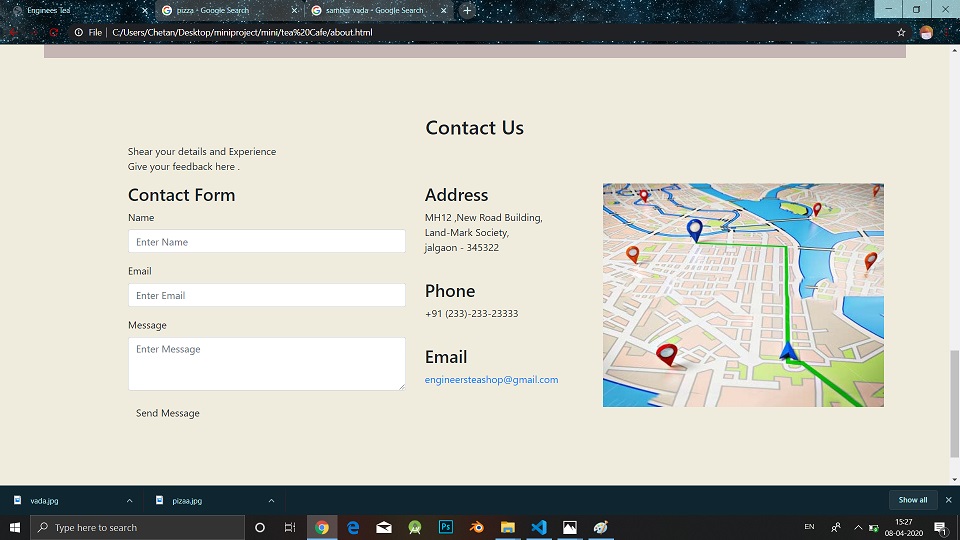 Enginees Tea
pizza - Google Search
sambar vada - Google Search
File
C:/Users/Chetan/Desktop/miniproject/mini/tea%20Cafe/about.html
Contact Us
Shear your details and Experience
Give your feedback here .
Contact Form
Name
Enter Name
Email
Enter Email
Message
Enter Message
Send Message
Address
MH12 ,New Road Building,
Land-Mark Society,
jalgaon - 345322
Phone
+91 (233)-233-23333
Email
engineersteashop@gmail.com
vada.jpg
pizaa.jpg
Show all
Type here to search
Ps
EN
15:27
08-04-2020
1